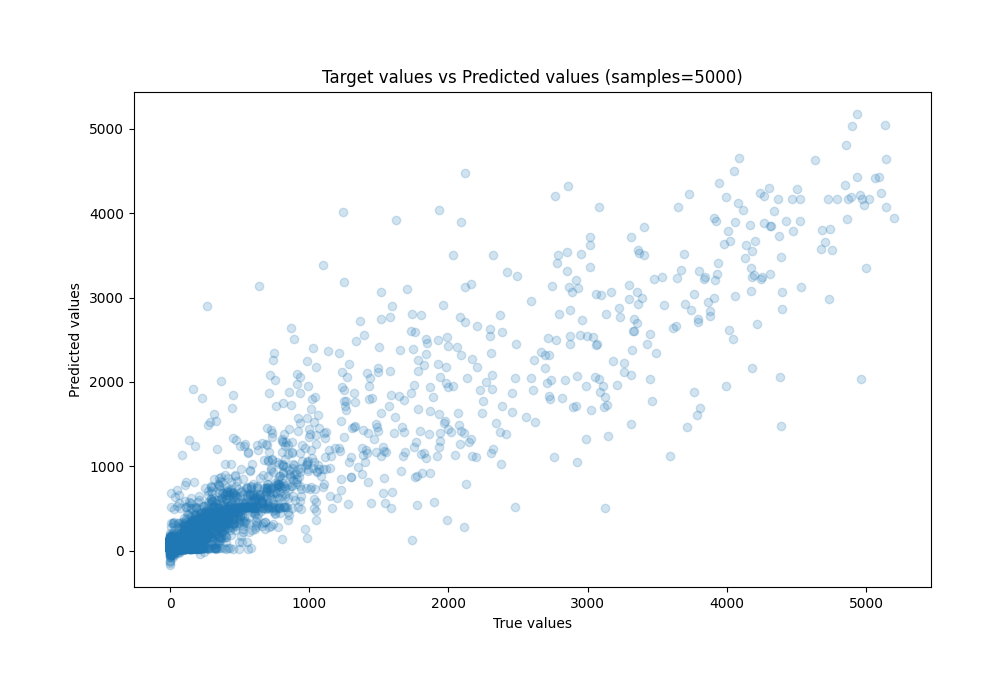 Target values vs Predicted values (samples=5000)
5000
4000
3000
2000
1000
0
Predicted values
0 1000 2000 3000 4000 5000
True values